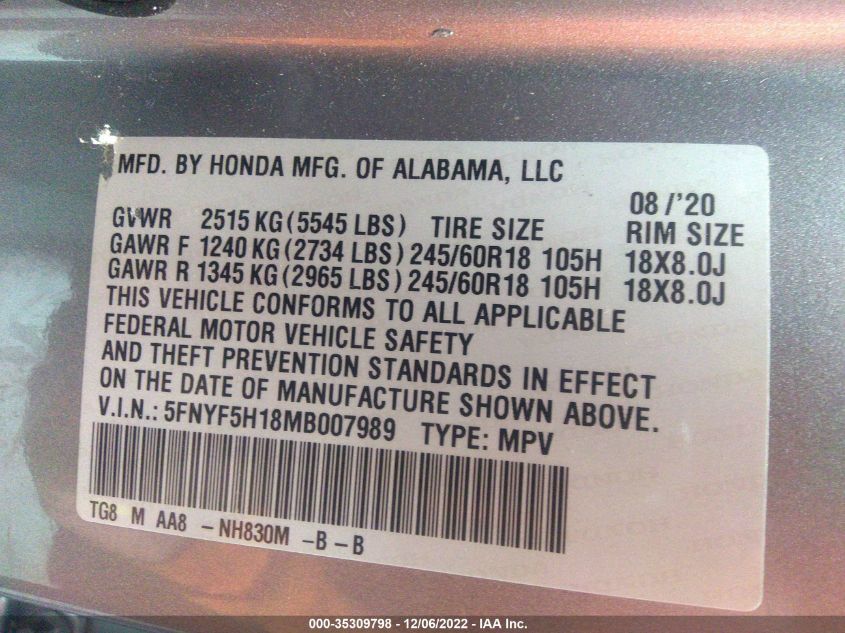 MFD. BY HONDA MFG. OF ALABAMA, LLC
08 /'20
GVWR 2515 KG (5545 LBS) TIRE SIZE RIM SIZE
GAWR F 1240 KG (2734 LBS) 245/60R18 105H 18X8.0J
GAWR R 1345 KG (2965 LBS) 245/60R18 105H 18X8.0J
THIS VEHICLE CONFORMS TO ALL APPLICABLE
FEDERAL MOTOR VEHICLE SAFETY
AND THEFT PREVENTION STANDARDS IN EFFECT
ON THE DATE OF MANUFACTURE SHOWN ABOVE.
V.I.N.: 5FNYF5H18MB007989 TYPE: MPV
TG8 M AA8 - NH830M - B - B
000-35309798 - 12/06/2022 - IAA Inc.